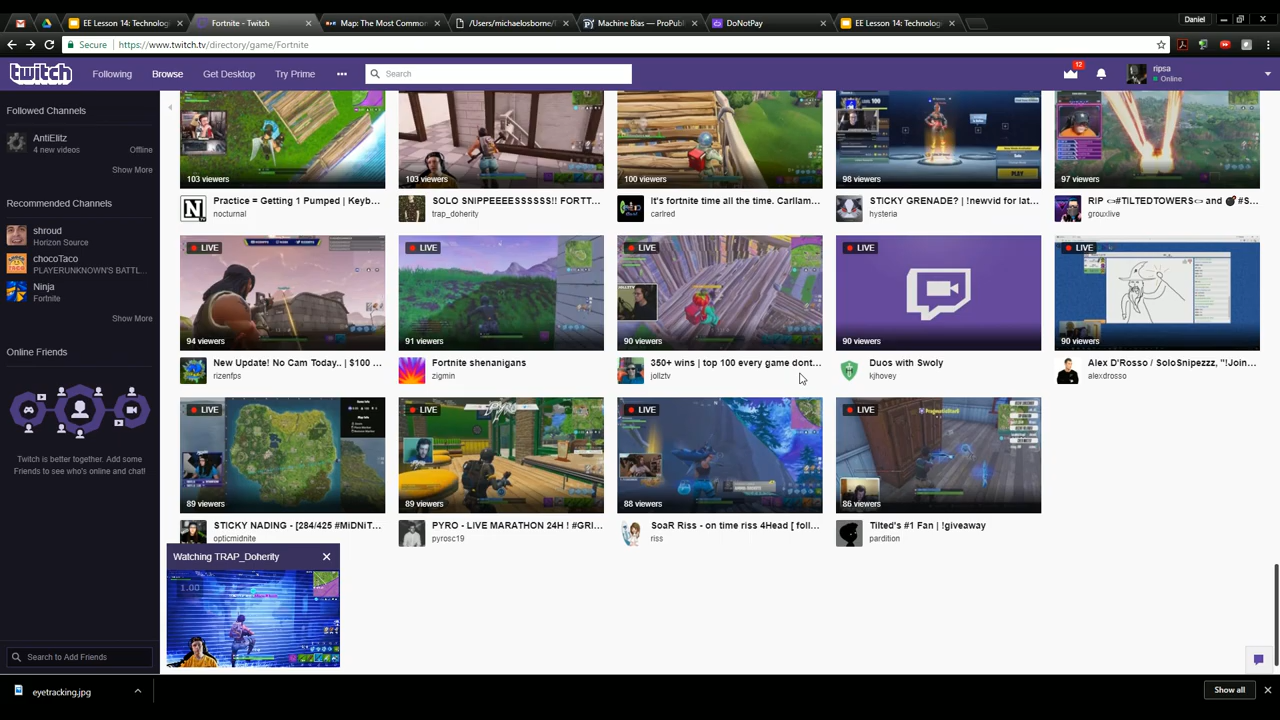 EE Lesson 14: Technolog
Fortnite - Twitch
Map: The Most Common
/Users/michaelosborne/
Machine Bias — ProPubl
DoNotPay
EE Lesson 14: Technolog
Daniel
Secure
https://www.twitch.tv/directory/game/Fortnite
twitch
Following
Browse
Get Desktop
Try Prime
Search
12
ripsa
Online
Followed Channels
AntiElitz
4 new videos
Offline
Show More
Recommended Channels
shroud
Horizon Source
chocoTaco
PLAYERUNKNOWN'S BATTL...
Ninja
Fortnite
Show More
Online Friends
Twitch is better together. Add some
Friends to see who's online and chat!
Search to Add Friends
103 viewers
103 viewers
100 viewers
98 viewers
97 viewers
Practice = Getting 1 Pumped | Keyb...
nocturnal
SOLO SNIPPEEEESSSSSS!! FORTT...
trap_doherity
It's fortnite time all the time. Carllam...
carlred
STICKY GRENADE? | !newvid for lat...
hysteria
RIP <=#TILTEDTOWERS<= and 💣#S...
grouxlive
LIVE
LIVE
LIVE
LIVE
LIVE
94 viewers
91 viewers
90 viewers
90 viewers
90 viewers
New Update! No Cam Today.. | $100 ...
rizenfps
Fortnite shenanigans
zigmin
350+ wins | top 100 every game dont...
jollztv
Duos with Swoly
kjhovey
Alex D'Rosso / SoloSnipezzz, "!Join...
alexdrosso
LIVE
LIVE
LIVE
LIVE
89 viewers
89 viewers
88 viewers
86 viewers
STICKY NADING - [284/425 #MiDNiT...
opticmidnite
PYRO - LIVE MARATHON 24H ! #GRI...
pyrosc19
SoaR Riss - on time riss 4Head [ foll...
riss
Tilted's #1 Fan | !giveaway
pardition
Watching TRAP_Doherity
1.00
eyetracking.jpg
Show all